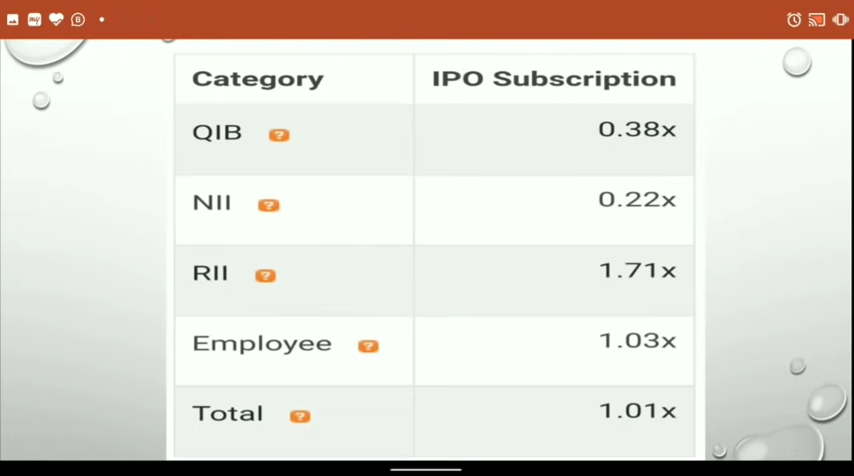 Category IPO Subscription
QIB ? 0.38x
NII ? 0.22x
RII ? 1.71x
Employee ? 1.03x
Total ? 1.01x